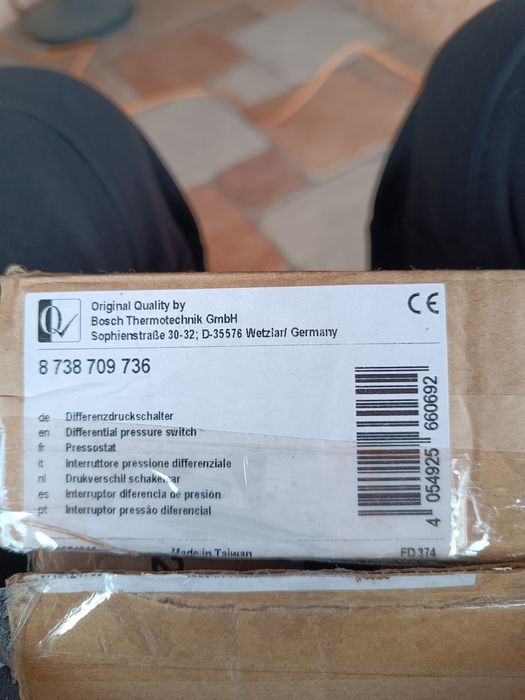 Original Quality by
Bosch Thermotechnik GmbH
Sophienstraße 30-32; D-35576 Wetzlar/ Germany
8 738 709 736
de Differenzdruckschalter
en Differential pressure switch
fr Pressostat
it Interruttore pressione differenziale
nl Drukverschil schakelaar
es Interruptor diferencia de presion
pt Interruptor pressão diferencial
4 054925 660692
Made in Taiwan
FD 374